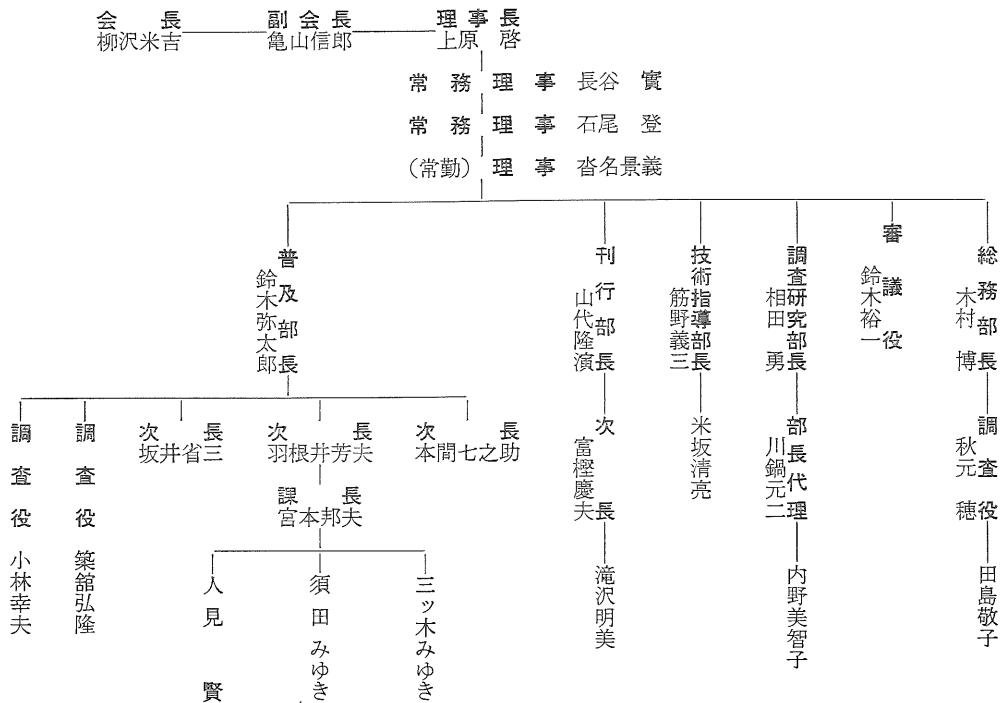 会長
柳沢米吉
副会長
亀山信郎
理事長
上原啓
常務理事 長谷實
常務理事 石尾登
(常勤)理事 沓名景義
総務部長
木村博
調査役
秋元穂
田島敬子
審議役
鈴木裕一
調査研究部長
相田勇
部長代理
川鍋元二
内野美智子
技術指導部長
筋野義三
米坂清亮
刊行部長
山代隆演
次長
富樫慶夫
滝沢明美
普及部長
鈴木弥太郎
次長
本間七之助
次長
羽根井芳夫
課長
宮本邦夫
三ッ木みゆき
須田みゆき
人見賢
次長
坂井省三
調査役 築舘弘隆
調査役 小林幸夫